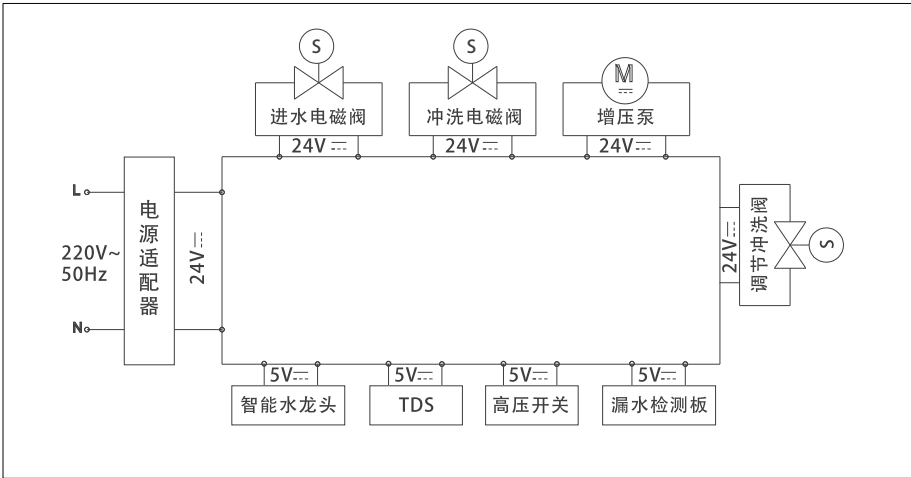 S
S
M
进水电磁阀
冲洗电磁阀
增压泵
24V
24V
24V
L
220V~
50Hz
N
电源适配器
24V
24V
调节冲洗阀
S
5V
5V
5V
5V
智能水龙头
TDS
高压开关
漏水检测板